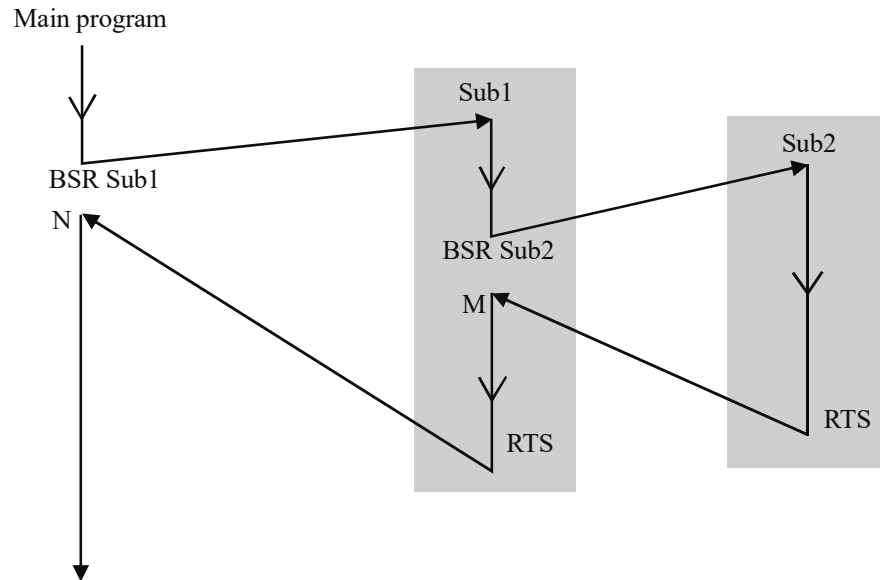 Main program
Sub1
Sub2
BSR Sub1
N
BSR Sub2
M
RTS
RTS